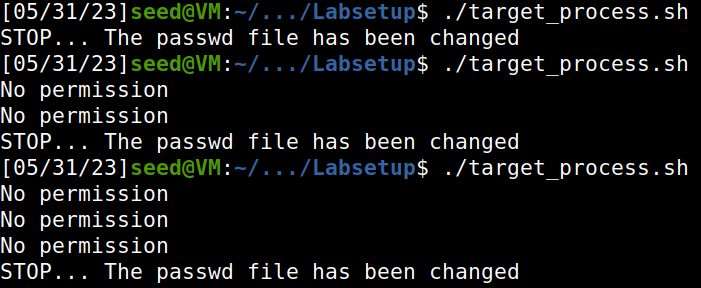 [05/31/23]seed@VM:~/.../Labsetup$ ./target_process.sh
STOP... The passwd file has been changed
[05/31/23]seed@VM:~/.../Labsetup$ ./target_process.sh
No permission
No permission
STOP... The passwd file has been changed
[05/31/23]seed@VM:~/.../Labsetup$ ./target_process.sh
No permission
No permission
No permission
STOP... The passwd file has been changed